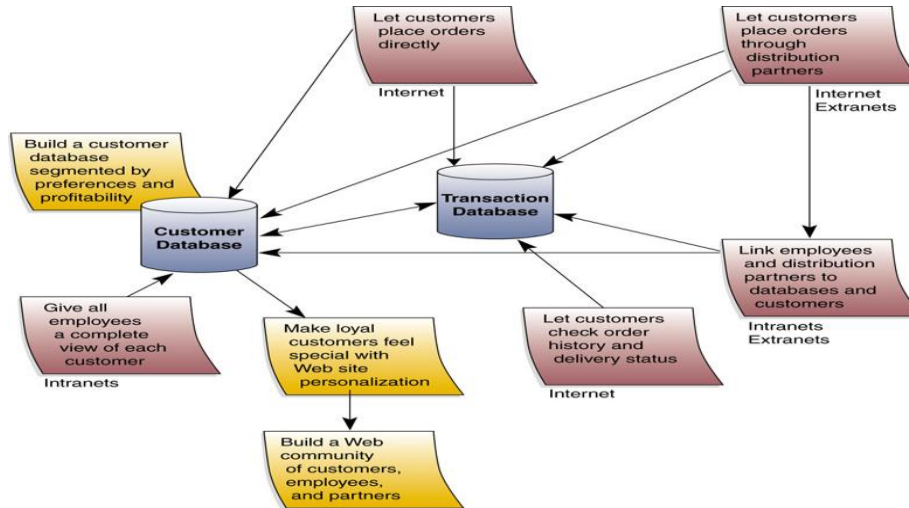 Let customers
place orders
directly
Internet
Let customers
place orders
through
distribution
partners
Internet
Extranets
Build a customer
database
segmented by
preferences and
profitability
Customer
Database
Transaction
Database
Give all
employees
a complete
view of each
customer
Intranets
Make loyal
customers feel
special with
Web site
personalization
Let customers
check order
history and
delivery status
Internet
Link employees
and distribution
partners to
databases and
customers
Intranets
Extranets
Build a Web
community
of customers,
employees,
and partners